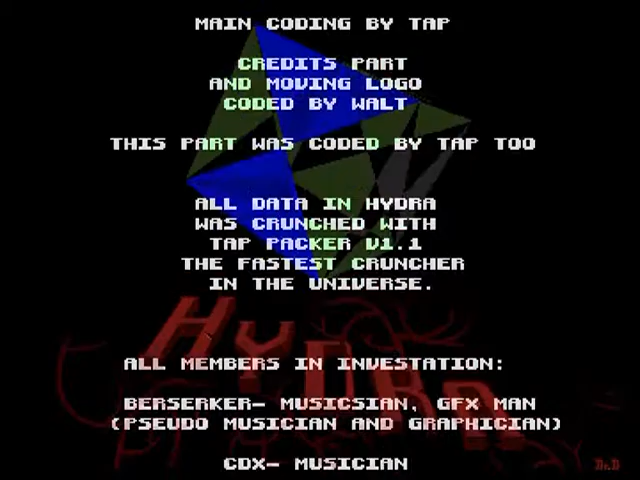 MAIN CODING BY TAP
CREDITS PART
AND MOVING LOGO
CODED BY WALT
THIS PART WAS CODED BY TAP TOO
ALL DATA IN HYDRA
WAS CRUNCHED WITH
TAP PACKER V1.1
THE FASTEST CRUNCHER
IN THE UNIVERSE.
HYDRA
ALL MEMBERS IN INVESTATION:
BERSERKER- MUSICSIAN, GFX MAN
(PSEUDO MUSICIAN AND GRAPHICIAN)
CDX- MUSICIAN